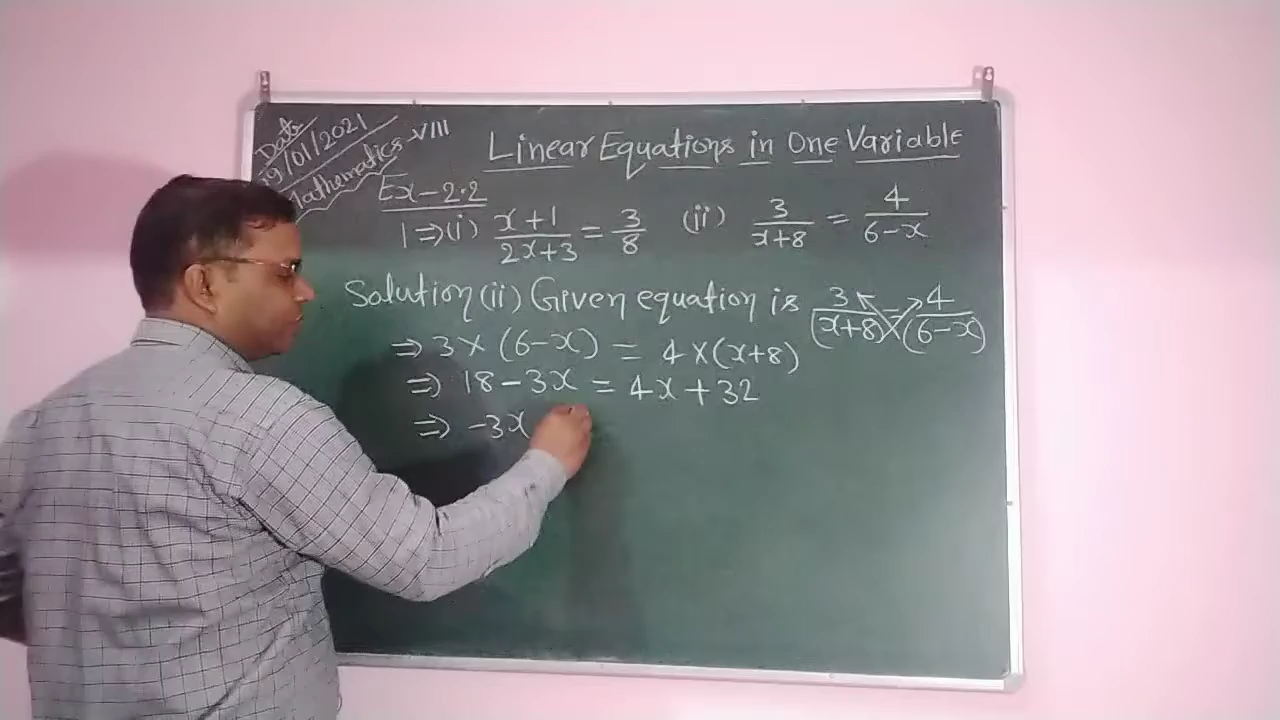 Date
19/01/2021
Mathematics-VIII
Linear Equations in One Variable
Ex-2.2
1⇒(i) x+1/2x+3 = 3/8 (ii) 3/x+8 = 4/6-x
Solution (ii) Given equation is 3/(x+8) = 4/(6-x)
⇒ 3×(6-x) = 4×(x+8)
⇒ 18-3x = 4x+32
⇒ -3x